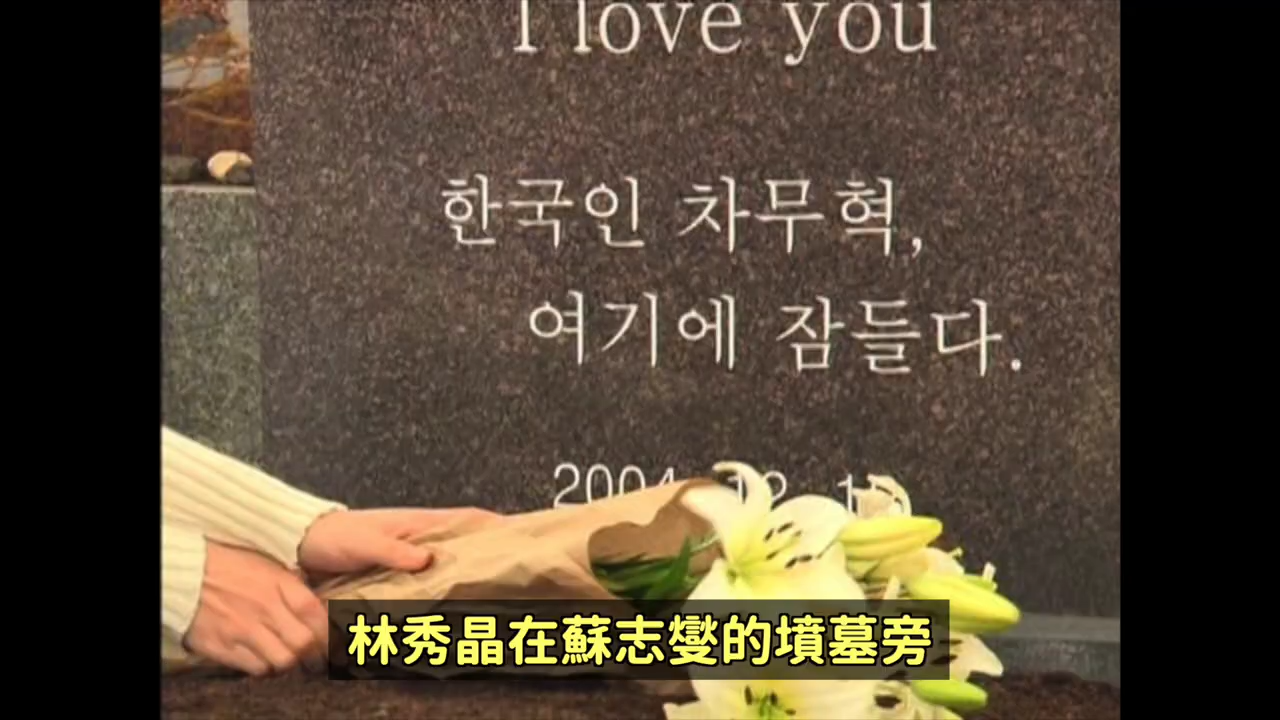 I love you
한국인 차무혁,
여기에 잠들다.
2004 12
林秀晶在蘇志燮的墳墓旁